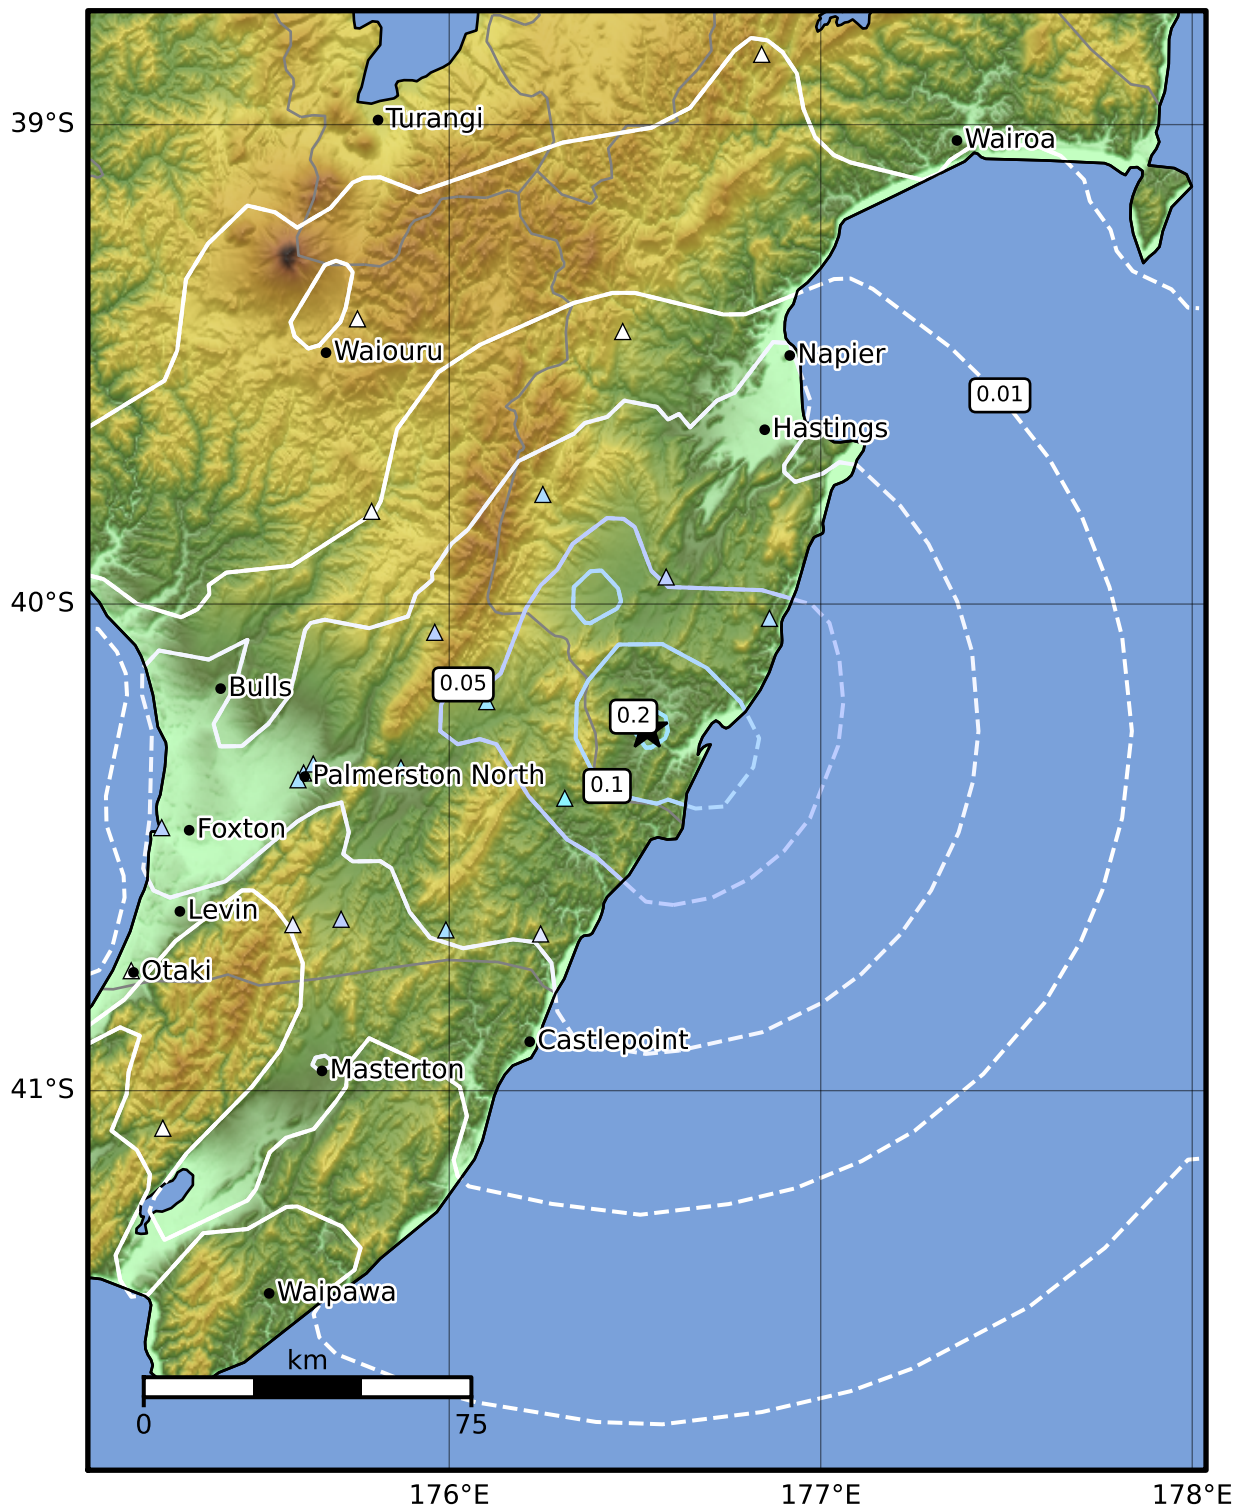 39°S
Turangi
Wairoa
Waiouru
Napier
0.01
Hastings
40°S
0.05
Bulls
0.2
Palmerston North
0.1
Foxton
Levin
Otaki
Castlepoint
Masterton
41°S
Waipawa
km
0 75
176°E 177°E 178°E